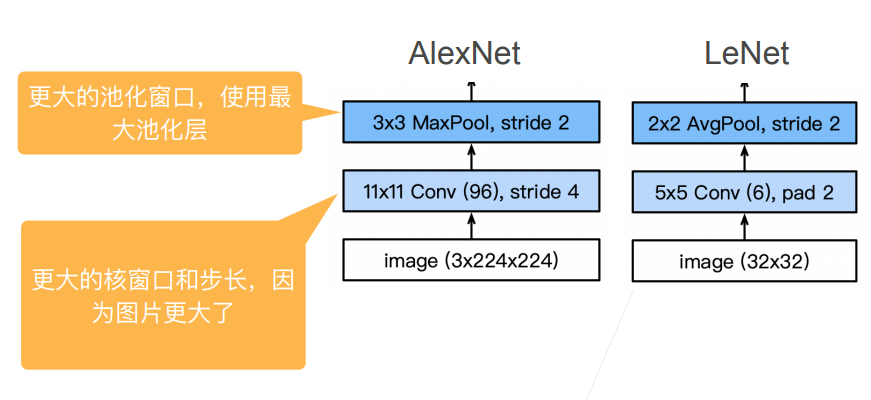 AlexNet
LeNet
更大的池化窗口，使用最
大池化层
3x3 MaxPool, stride 2
2x2 AvgPool, stride 2
11x11 Conv (96), stride 4
5x5 Conv (6), pad 2
更大的核窗口和步长，因
为图片更大了
image (3x224x224)
image (32x32)